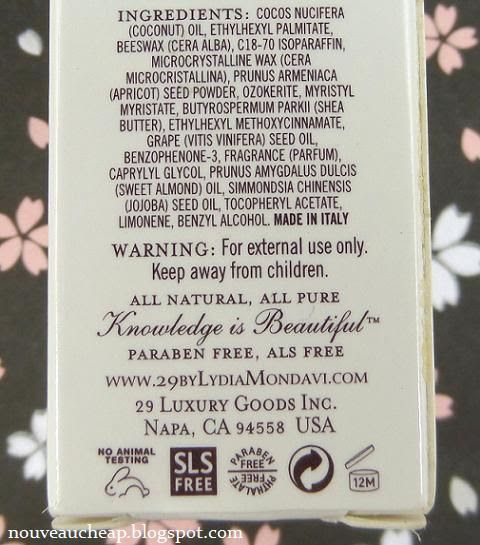 INGREDIENTS: COCOS NUCIFERA
(COCONUT) OIL, ETHYLHEXYL PALMITATE,
BEESWAX (CERA ALBA), C18-70 ISOPARAFFIN,
MICROCRYSTALLINE WAX (CERA
MICROCRISTALLINA), PRUNUS ARMENIACA
(APRICOT) SEED POWDER, OZOKERITE, MYRISTYL
MYRISTATE, BUTYROSPERMUM PARKII (SHEA
BUTTER), ETHYLHEXYL METHOXYCINNAMATE,
GRAPE (VITIS VINIFERA) SEED OIL,
BENZOPHENONE-3, FRAGRANCE (PARFUM),
CAPRYLYL GLYCOL, PRUNUS AMYGDALUS DULCIS
(SWEET ALMOND) OIL, SIMMONDSIA CHINENSIS
(JOJOBA) SEED OIL, TOCOPHERYL ACETATE,
LIMONENE, BENZYL ALCOHOL. MADE IN ITALY
WARNING: For external use only.
Keep away from children.
ALL NATURAL, ALL PURE
Knowledge is Beautiful™
PARABEN FREE, ALS FREE
WWW.29BYLYDIAMONDAVI.COM
29 LUXURY GOODS INC.
NAPA, CA 94558 USA
NO ANIMAL
TESTING
SLS
FREE
PARABEN
FREE
FREE
PHTHALATE
12M
nouveaucheap.blogspot.com